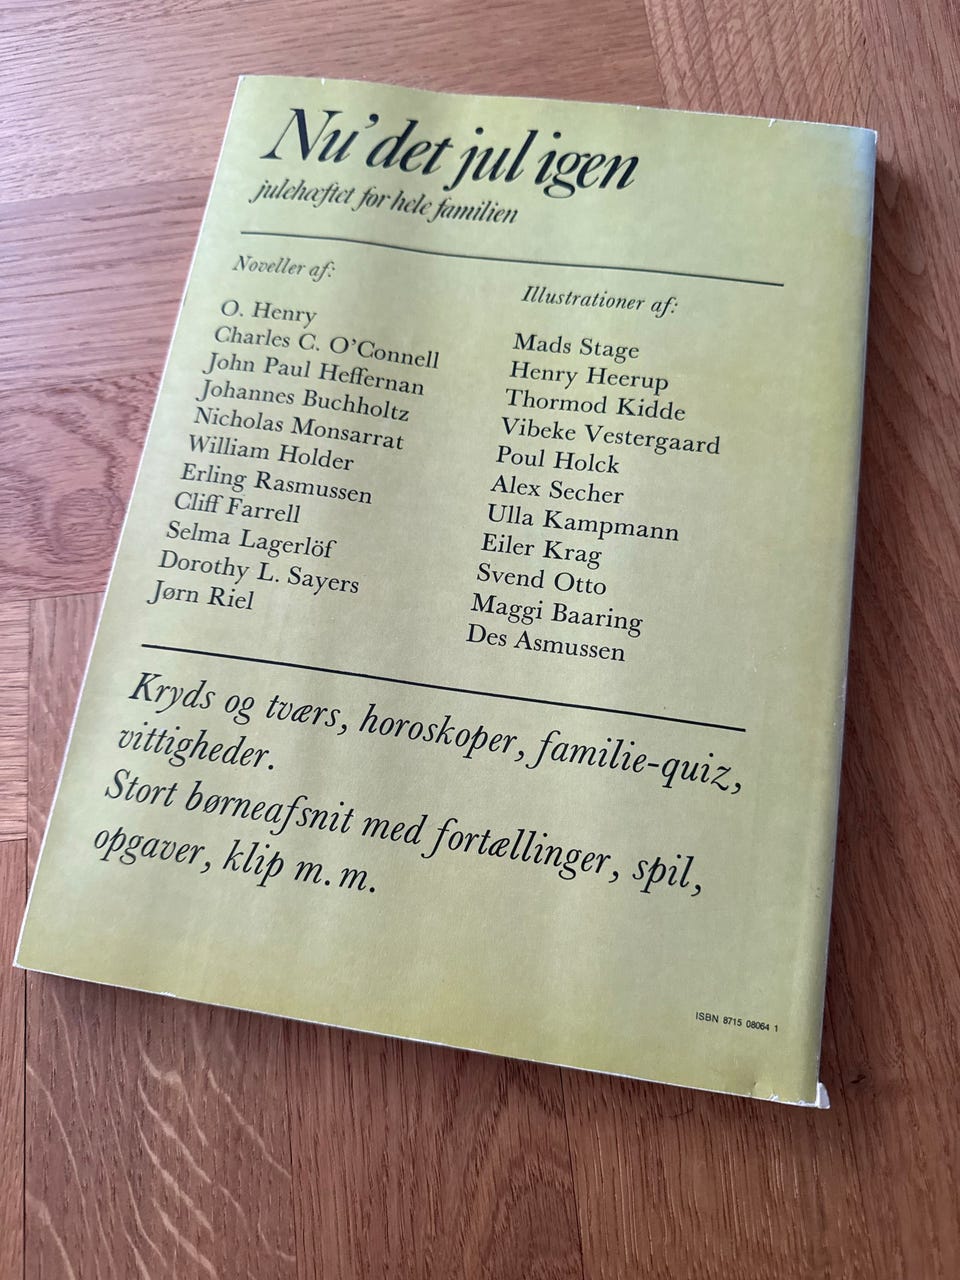 Nu' det jul igen
julehæftet for hele familien
Noveller af:
O. Henry
Charles C. O'Connell
John Paul Heffernan
Johannes Buchholtz
Nicholas Monsarrat
William Holder
Erling Rasmussen
Cliff Farrell
Selma Lagerlöf
Dorothy L. Sayers
Jørn Riel
Illustrationer af:
Mads Stage
Henry Heerup
Thormod Kidde
Vibeke Vestergaard
Poul Holck
Alex Secher
Ulla Kampmann
Eiler Krag
Svend Otto
Maggi Baaring
Des Asmussen
Kryds og tværs, horoskoper, familie-quiz,
vittigheder.
Stort børneafsnit med fortællinger, spil,
opgaver, klip m. m.
ISBN 8715 08064 1